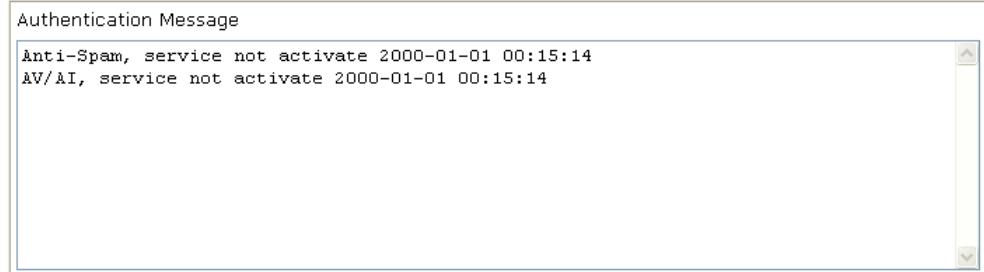 Authentication Message
Anti-Spam, service not activate 2000-01-01 00:15:14
AV/AI, service not activate 2000-01-01 00:15:14